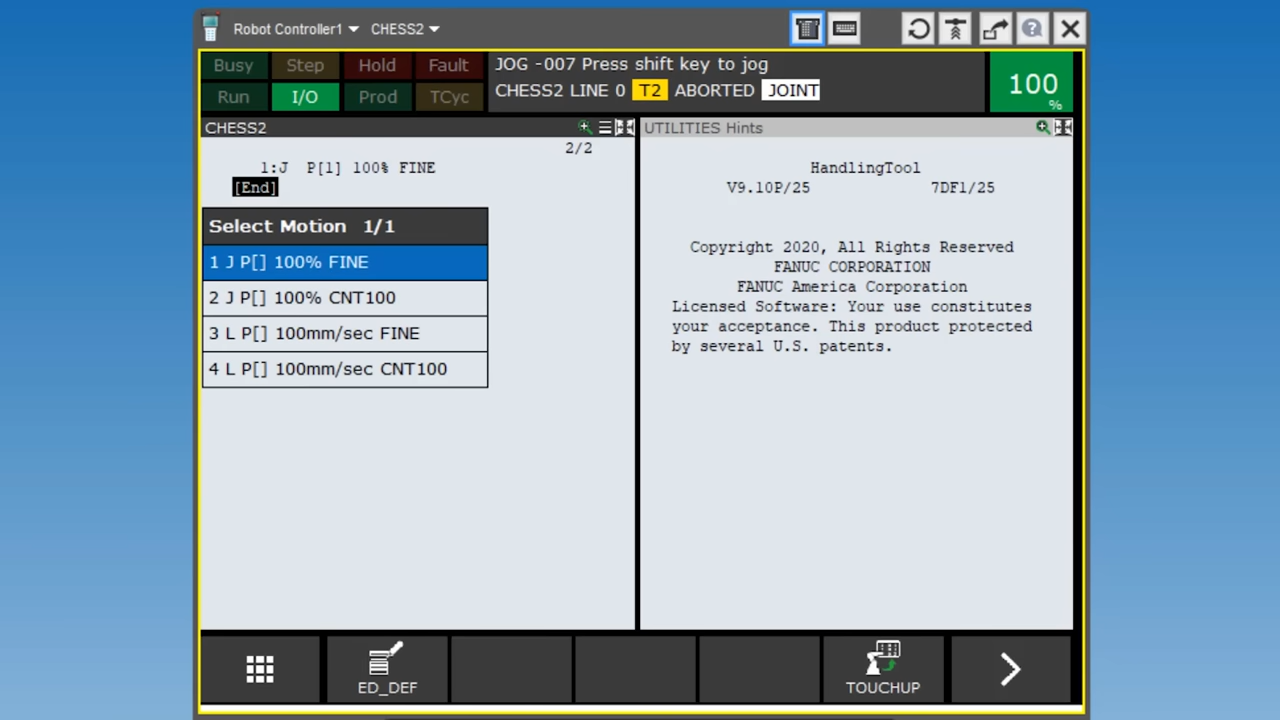 Robot Controller1 CHESS2
Busy Step Hold Fault
Run I/O Prod TCyc
JOG -007 Press shift key to jog
CHESS2 LINE 0 T2 ABORTED JOINT
100
%
CHESS2
2/2
1:J P[1] 100% FINE
[End]
Select Motion 1/1
1 J P[] 100% FINE
2 J P[] 100% CNT100
3 L P[] 100mm/sec FINE
4 L P[] 100mm/sec CNT100
UTILITIES Hints
HandlingTool
V9.10P/25 7DF1/25
Copyright 2020, All Rights Reserved
FANUC CORPORATION
FANUC America Corporation
Licensed Software: Your use constitutes
your acceptance. This product protected
by several U.S. patents.
ED_DEF
TOUCHUP